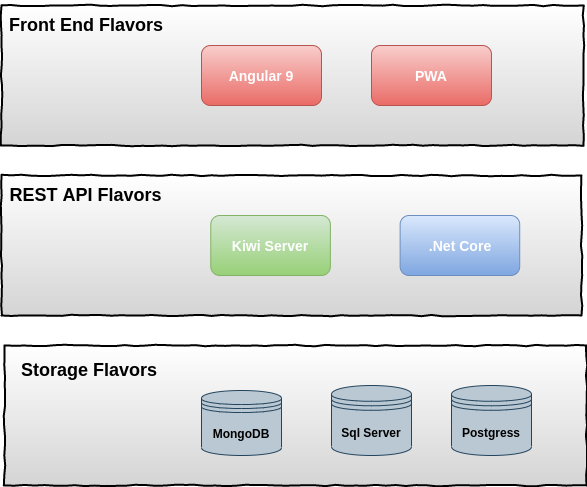 Front End Flavors
Angular 9
PWA
REST API Flavors
Kiwi Server
.Net Core
Storage Flavors
MongoDB
Sql Server
Postgress